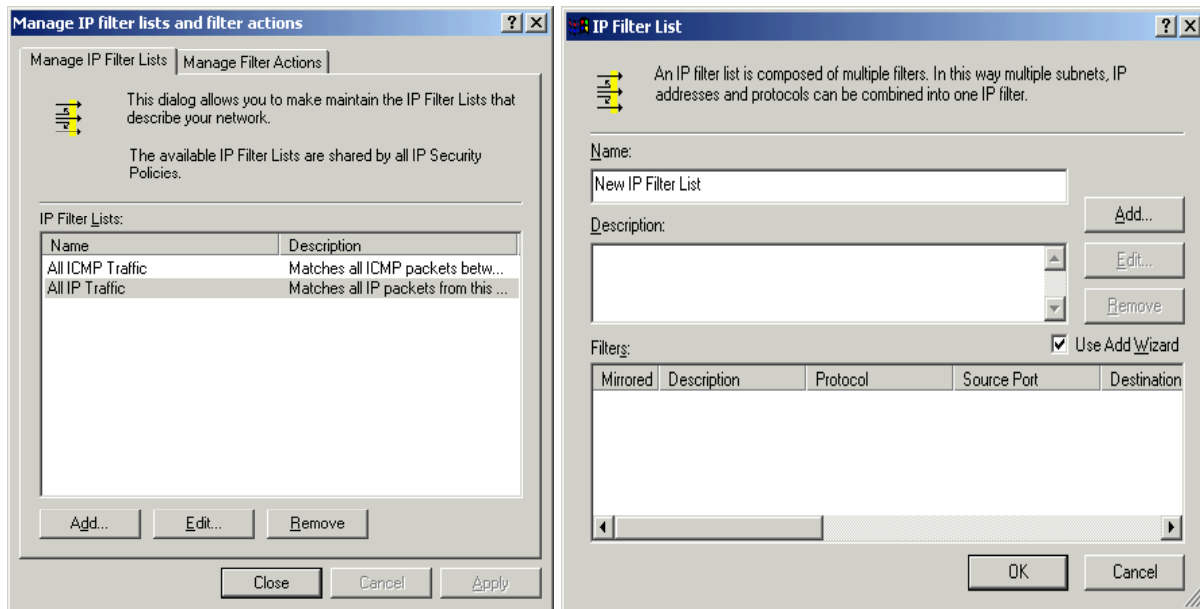 Manage IP filter lists and filter actions
Manage IP Filter Lists
Manage Filter Actions
This dialog allows you to make maintain the IP Filter Lists that
describe your network.
The available IP Filter Lists are shared by all IP Security
Policies.
IP Filter Lists:
Name Description
All ICMP Traffic Matches all ICMP packets betw...
All IP Traffic Matches all IP packets from this ...
Add... Edit... Remove
Close Cancel Apply
IP Filter List
An IP filter list is composed of multiple filters. In this way multiple subnets, IP
addresses and protocols can be combined into one IP filter.
Name:
New IP Filter List
Add...
Description:
Edit...
Remove
Filters:
Use Add Wizard
Mirrored Description Protocol Source Port Destination
OK Cancel